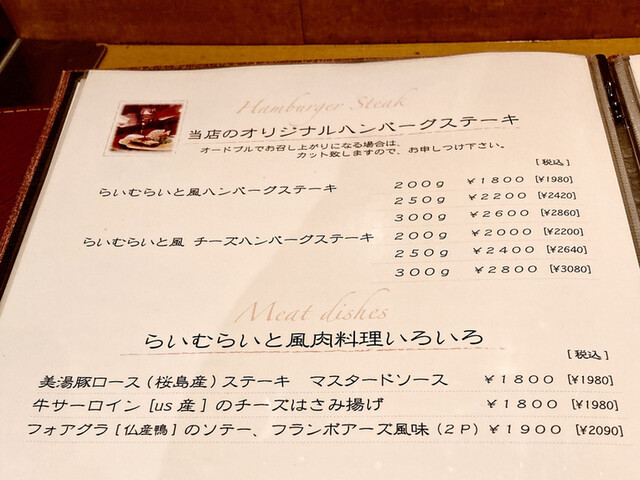 Hamburger Steak
当店のオリジナルハンバーグステーキ
オードブルでお召し上がりになる場合は、
カット致しますので、お申しつけ下さい。
[税込]
らいむらいと風ハンバーグステーキ 200g ¥1800 [¥1980]
250g ¥2200 [¥2420]
300g ¥2600 [¥2860]
らいむらいと風 チーズハンバーグステーキ 200g ¥2000 [¥2200]
250g ¥2400 [¥2640]
300g ¥2800 [¥3080]
Meat dishes
らいむらいと風肉料理いろいろ
[税込]
美湯豚ロース(桜島産)ステーキ マスタードソース ¥1800 [¥1980]
牛サーロイン[us産]のチーズはさみ揚げ ¥1800 [¥1980]
フォアグラ[仏産鴨]のソテー、フランボアーズ風味(2P) ¥1900 [¥2090]